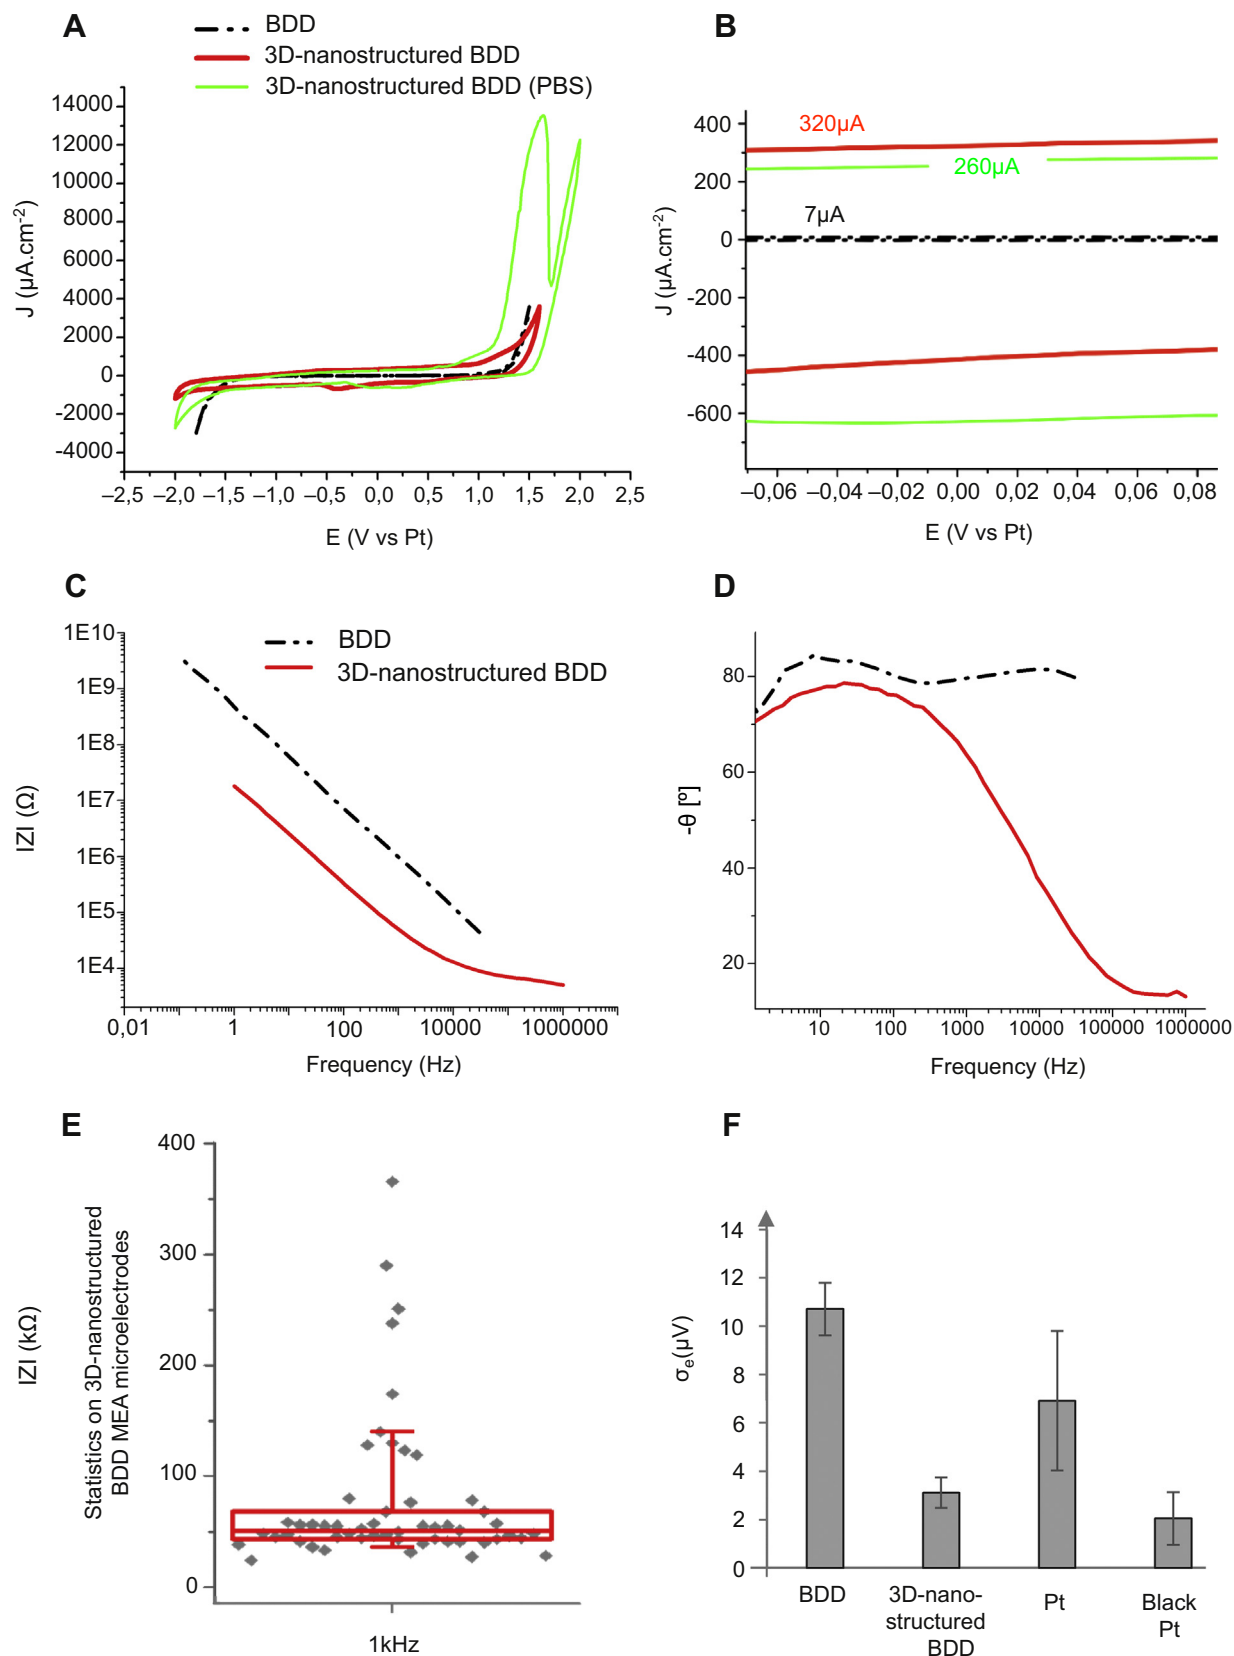 A
BDD
3D-nanostructured BDD
3D-nanostructured BDD (PBS)
14000
12000
10000
8000
6000
4000
2000
0
-2000
-4000
J (µA.cm-2)
–2,5 –2,0 –1,5 –1,0 –0,5 0,0 0,5 1,0 1,5 2,0 2,5
E (V vs Pt)
B
400
200
0
-200
-400
-600
J (µA.cm-2)
320µA
260µA
7µA
–0,06 –0,04 –0,02 0,00 0,02 0,04 0,06 0,08
E (V vs Pt)
C
BDD
3D-nanostructured BDD
1E10
1E9
1E8
1E7
1E6
1E5
1E4
IZI (Ω)
0,01 1 100 10000 1000000
Frequency (Hz)
D
80
60
40
20
-θ [º]
10 100 1000 10000 100000 1000000
Frequency (Hz)
E
400
300
200
100
0
IZI (kΩ)
Statistics on 3D-nanostructured
BDD MEA microelectrodes
1kHz
F
14
12
10
8
6
4
2
0
σe(µV)
BDD
3D-nano-
structured
BDD
Pt
Black
Pt